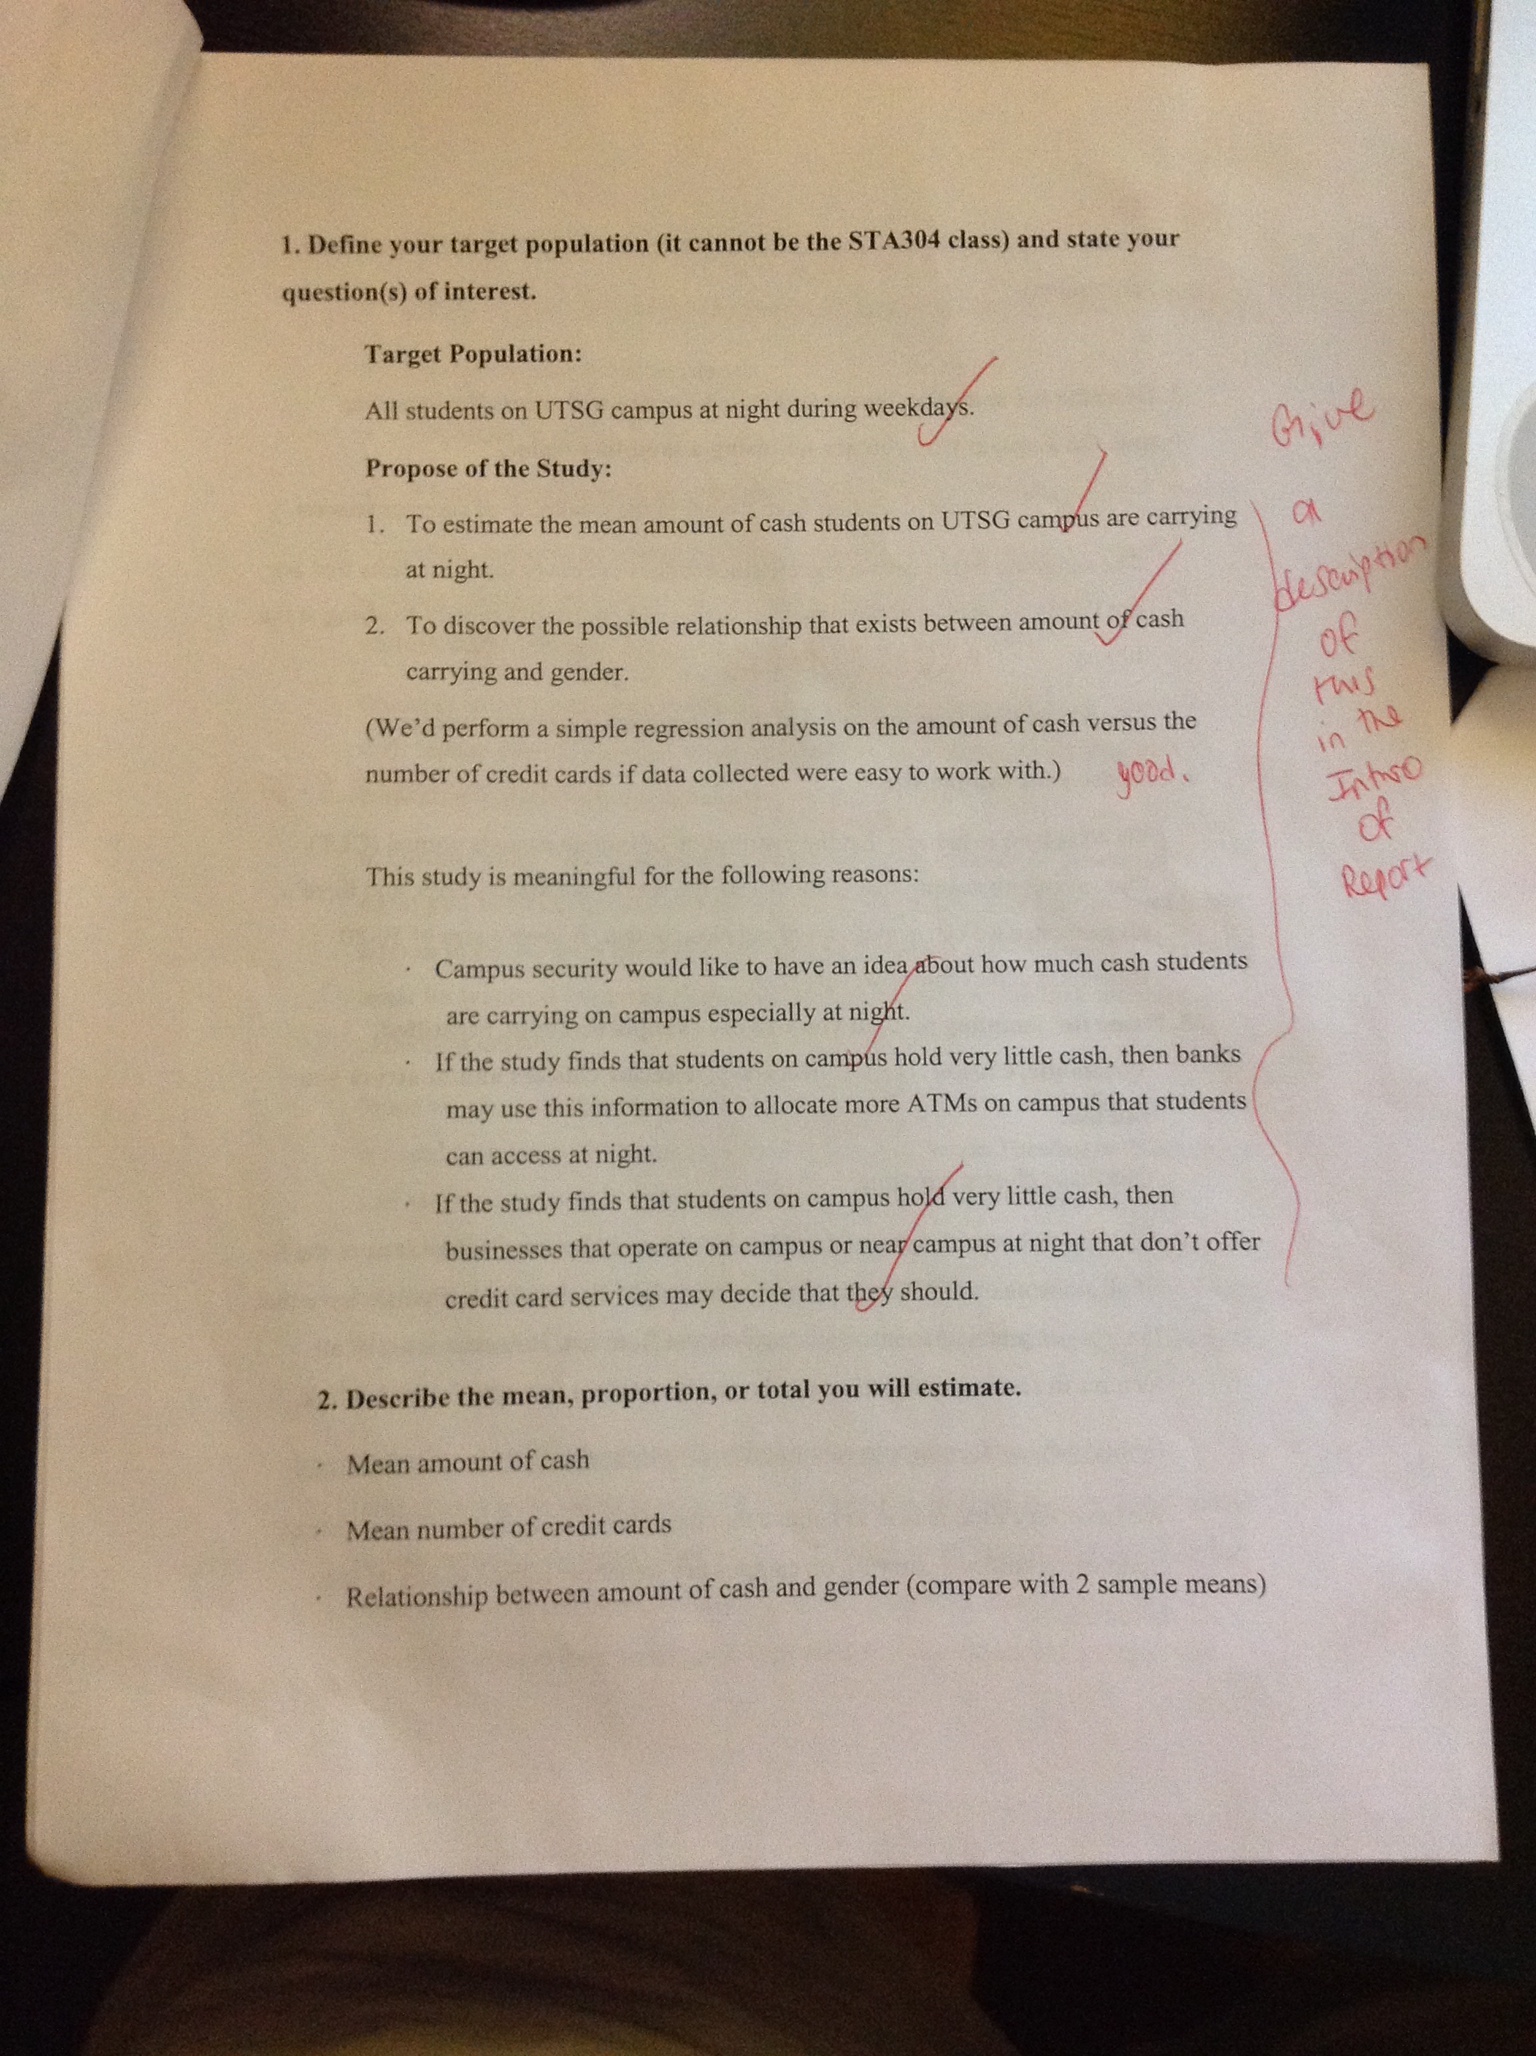 1. Define your target population (it cannot be the STA304 class) and state your
question(s) of interest.
Target Population:
All students on UTSG campus at night during weekdays.
Propose of the Study:
1. To estimate the mean amount of cash students on UTSG campus are carrying
at night.
2. To discover the possible relationship that exists between amount of cash
carrying and gender.
(We'd perform a simple regression analysis on the amount of cash versus the
number of credit cards if data collected were easy to work with.)
good.
Give
a
description
of
this
in the
Intro
of
Report
This study is meaningful for the following reasons:
· Campus security would like to have an idea about how much cash students
are carrying on campus especially at night.
· If the study finds that students on campus hold very little cash, then banks
may use this information to allocate more ATMs on campus that students
can access at night.
· If the study finds that students on campus hold very little cash, then
businesses that operate on campus or near campus at night that don't offer
credit card services may decide that they should.
2. Describe the mean, proportion, or total you will estimate.
· Mean amount of cash
· Mean number of credit cards
· Relationship between amount of cash and gender (compare with 2 sample means)